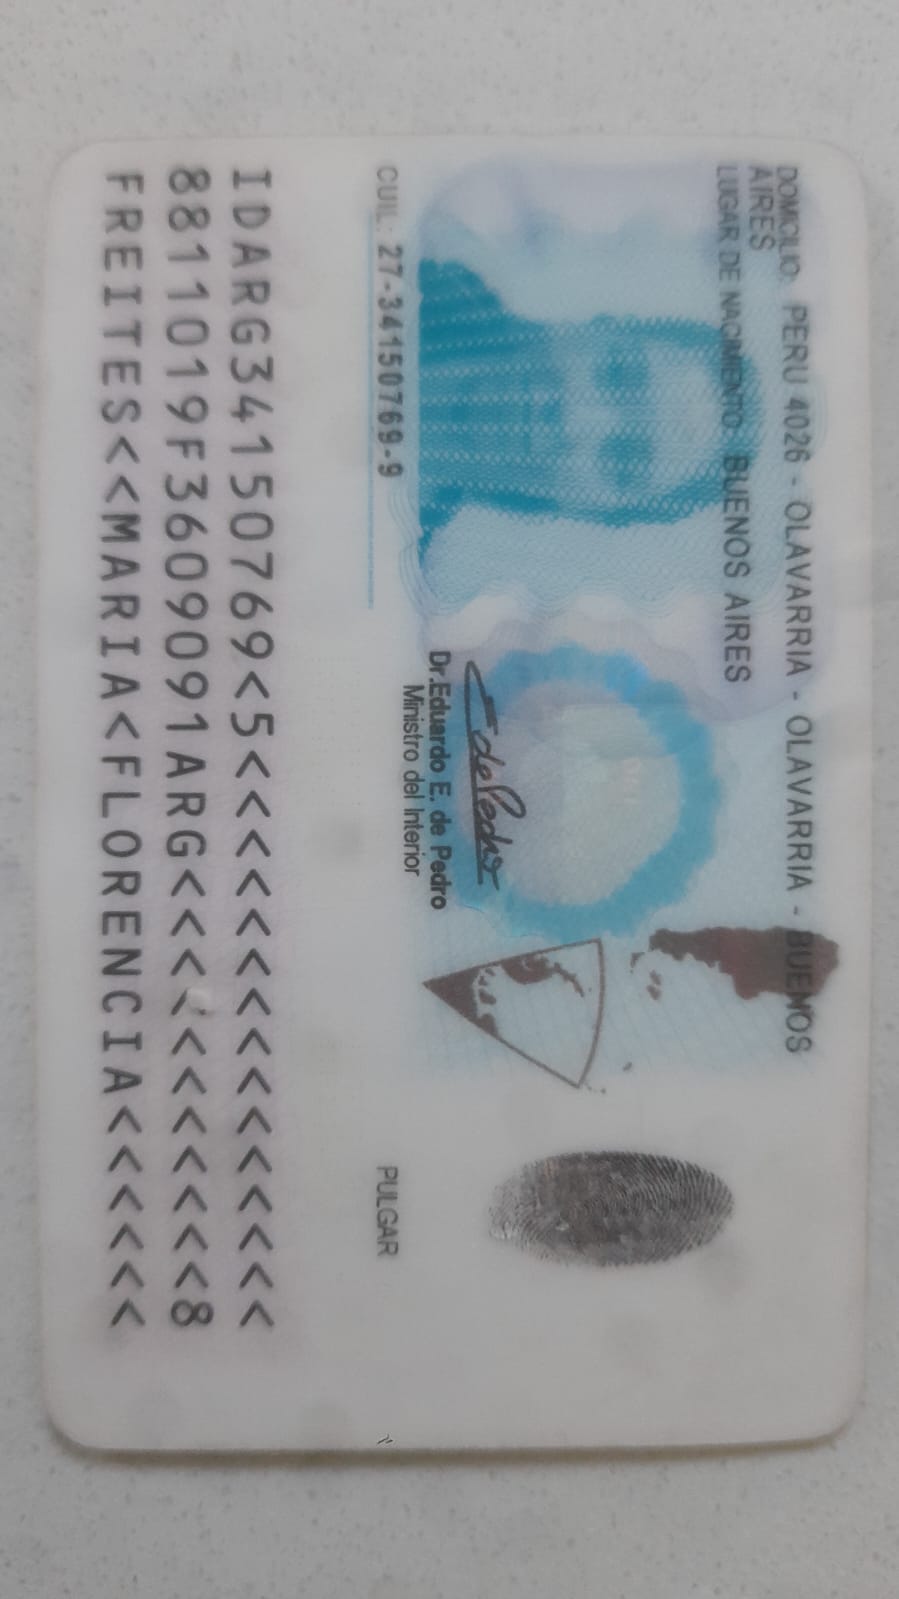 DOMICILIO: PERU 4026 - OLAVARRIA - OLAVARRIA - BUENOS
AIRES
LUGAR DE NACIMIENTO: BUENOS AIRES
Dr.Eduardo E. de Pedro
Ministro del Interior
CUIL: 27-34150769-9
PULGAR
IDARG34150769<5<<<<<<<<<<<<<<<
8811019F3609091ARG<<<<<<<<<<<8
FREITES<<MARIA<FLORENCIA<<<<<<